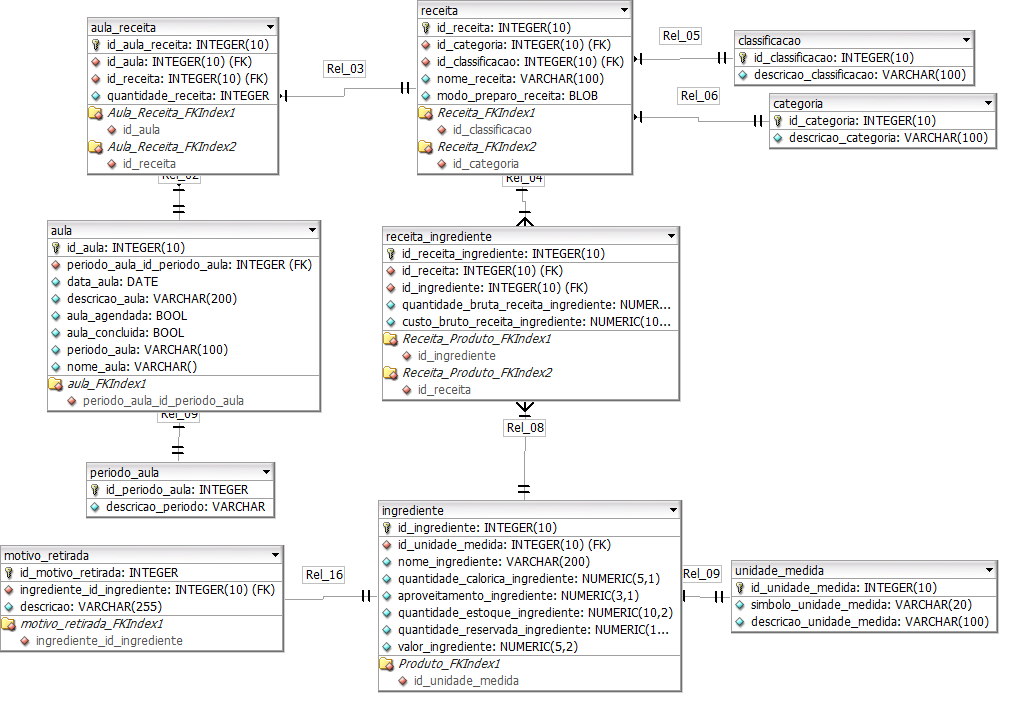 aula_receita
id_aula_receita: INTEGER(10)
id_aula: INTEGER(10) (FK)
id_receita: INTEGER(10) (FK)
quantidade_receita: INTEGER
Aula_Receita_FKIndex1
id_aula
Aula_Receita_FKIndex2
id_receita
Rel_03
receita
id_receita: INTEGER(10)
id_categoria: INTEGER(10) (FK)
id_classificacao: INTEGER(10) (FK)
nome_receita: VARCHAR(100)
modo_preparo_receita: BLOB
Receita_FKIndex1
id_classificacao
Receita_FKIndex2
id_categoria
Rel_05
classificacao
id_classificacao: INTEGER(10)
descricao_classificacao: VARCHAR(100)
Rel_06
categoria
id_categoria: INTEGER(10)
descricao_categoria: VARCHAR(100)
Rel_02
Rel_04
aula
id_aula: INTEGER(10)
periodo_aula_id_periodo_aula: INTEGER (FK)
data_aula: DATE
descricao_aula: VARCHAR(200)
aula_agendada: BOOL
aula_concluida: BOOL
periodo_aula: VARCHAR(100)
nome_aula: VARCHAR()
aula_FKIndex1
periodo_aula_id_periodo_aula
receita_ingrediente
id_receita_ingrediente: INTEGER(10)
id_receita: INTEGER(10) (FK)
id_ingrediente: INTEGER(10) (FK)
quantidade_bruta_receita_ingrediente: NUMER...
custo_bruto_receita_ingrediente: NUMERIC(10...
Receita_Produto_FKIndex1
id_ingrediente
Receita_Produto_FKIndex2
id_receita
Rel_09
Rel_08
periodo_aula
id_periodo_aula: INTEGER
descricao_periodo: VARCHAR
motivo_retirada
id_motivo_retirada: INTEGER
ingrediente_id_ingrediente: INTEGER(10) (FK)
descricao: VARCHAR(255)
motivo_retirada_FKIndex1
ingrediente_id_ingrediente
Rel_16
ingrediente
id_ingrediente: INTEGER(10)
id_unidade_medida: INTEGER(10) (FK)
nome_ingrediente: VARCHAR(200)
quantidade_calorica_ingrediente: NUMERIC(5,1)
aproveitamento_ingrediente: NUMERIC(3,1)
quantidade_estoque_ingrediente: NUMERIC(10,2)
quantidade_reservada_ingrediente: NUMERIC(1...
valor_ingrediente: NUMERIC(5,2)
Produto_FKIndex1
id_unidade_medida
Rel_09
unidade_medida
id_unidade_medida: INTEGER(10)
simbolo_unidade_medida: VARCHAR(20)
descricao_unidade_medida: VARCHAR(100)